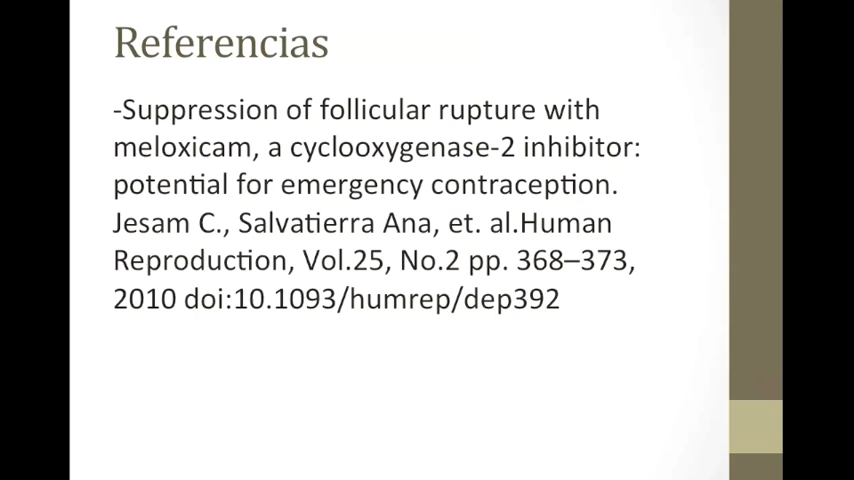 Referencias
-Suppression of follicular rupture with
meloxicam, a cyclooxygenase-2 inhibitor:
potential for emergency contraception.
Jesam C., Salvatierra Ana, et. al.Human
Reproduction, Vol.25, No.2 pp. 368–373,
2010 doi:10.1093/humrep/dep392